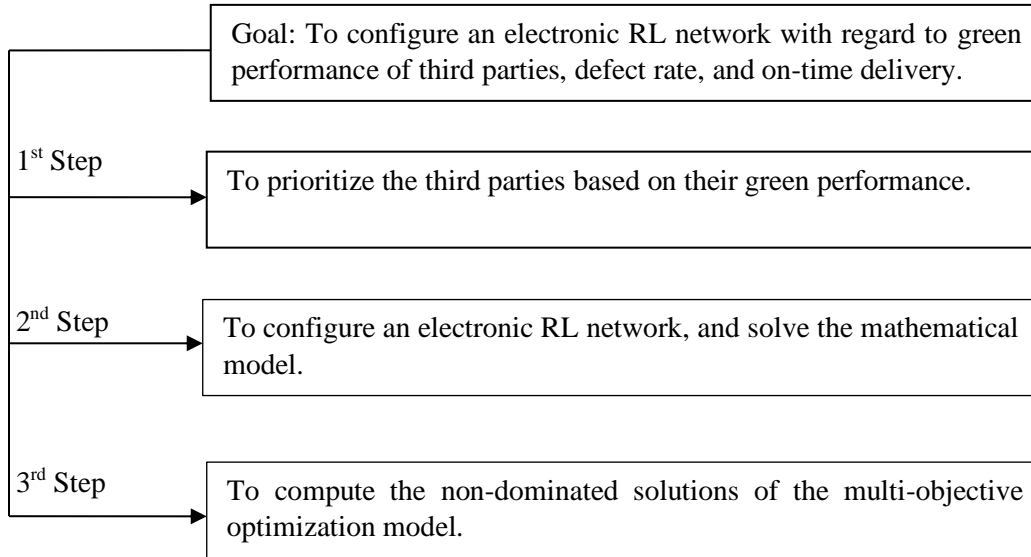 Goal: To configure an electronic RL network with regard to green
performance of third parties, defect rate, and on-time delivery.
1st Step
To prioritize the third parties based on their green performance.
2nd Step
To configure an electronic RL network, and solve the mathematical
model.
3rd Step
To compute the non-dominated solutions of the multi-objective
optimization model.